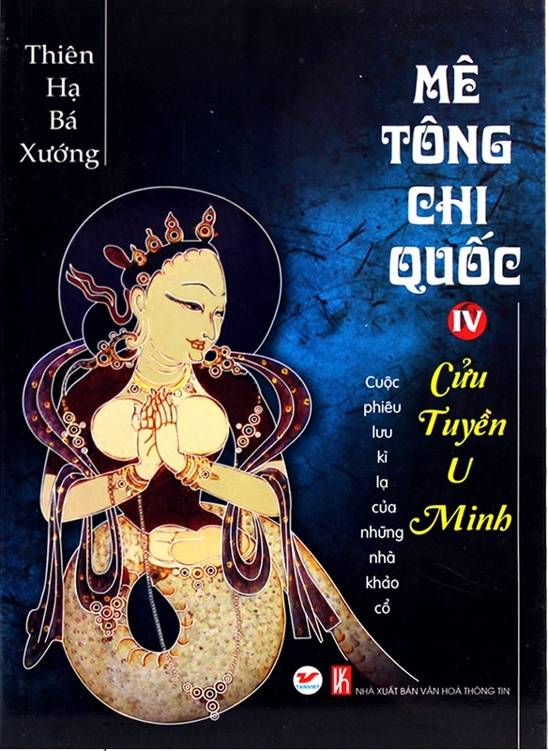 Thiên
Hạ
Bá
Xướng
MÊ
TÔNG
CHI
QUỐC
IV
Cửu
Tuyền
U
Minh
Cuộc
phiêu
lưu
kì
lạ
của
những
nhà
khảo
cổ
TANVIET
NHÀ XUẤT BẢN VĂN HOÁ THÔNG TIN